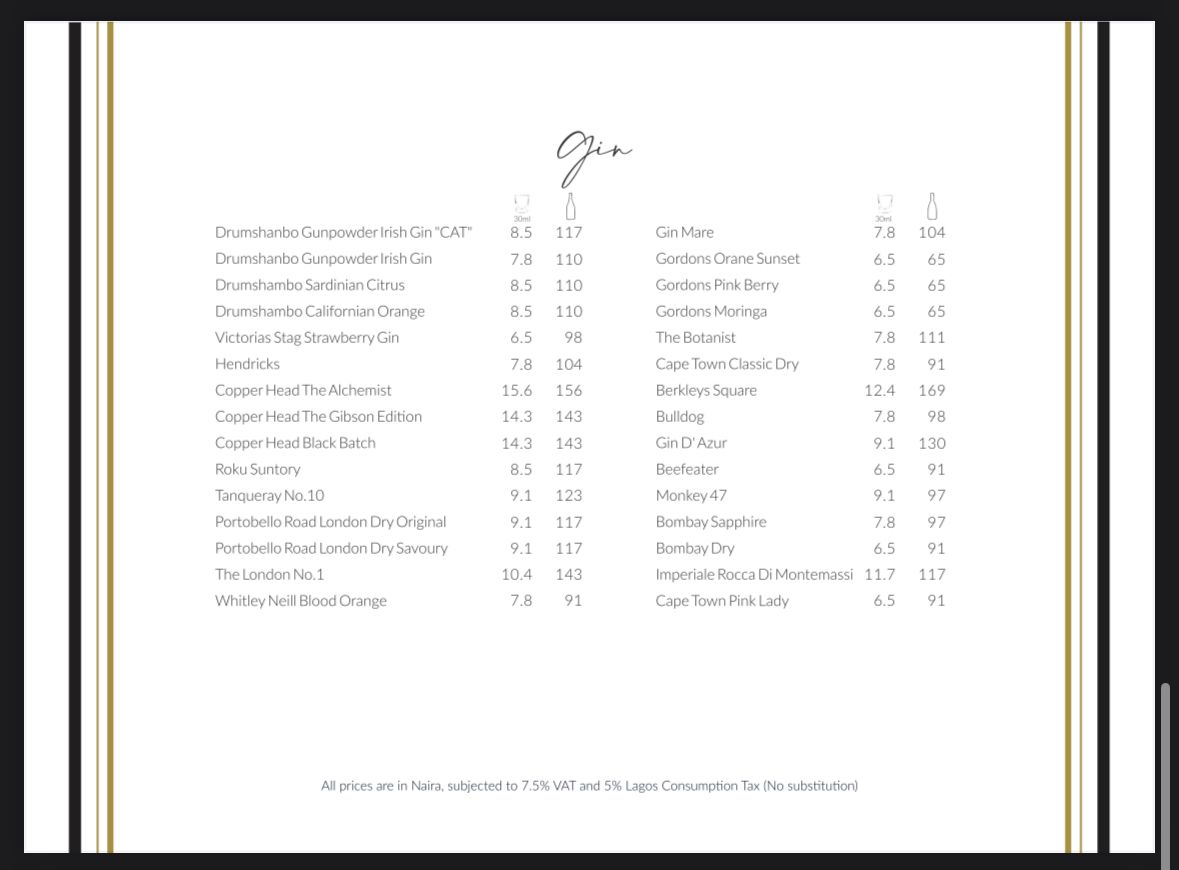 Gin
30ml
Drumshanbo Gunpowder Irish Gin "CAT" 8.5 117
Drumshanbo Gunpowder Irish Gin 7.8 110
Drumshambo Sardinian Citrus 8.5 110
Drumshambo Californian Orange 8.5 110
Victorias Stag Strawberry Gin 6.5 98
Hendricks 7.8 104
Copper Head The Alchemist 15.6 156
Copper Head The Gibson Edition 14.3 143
Copper Head Black Batch 14.3 143
Roku Suntory 8.5 117
Tanqueray No.10 9.1 123
Portobello Road London Dry Original 9.1 117
Portobello Road London Dry Savoury 9.1 117
The London No.1 10.4 143
Whitley Neill Blood Orange 7.8 91
30ml
Gin Mare 7.8 104
Gordons Orane Sunset 6.5 65
Gordons Pink Berry 6.5 65
Gordons Moringa 6.5 65
The Botanist 7.8 111
Cape Town Classic Dry 7.8 91
Berkleys Square 12.4 169
Bulldog 7.8 98
Gin D' Azur 9.1 130
Beefeater 6.5 91
Monkey 47 9.1 97
Bombay Sapphire 7.8 97
Bombay Dry 6.5 91
Imperiale Rocca Di Montemassi 11.7 117
Cape Town Pink Lady 6.5 91
All prices are in Naira, subjected to 7.5% VAT and 5% Lagos Consumption Tax (No substitution)